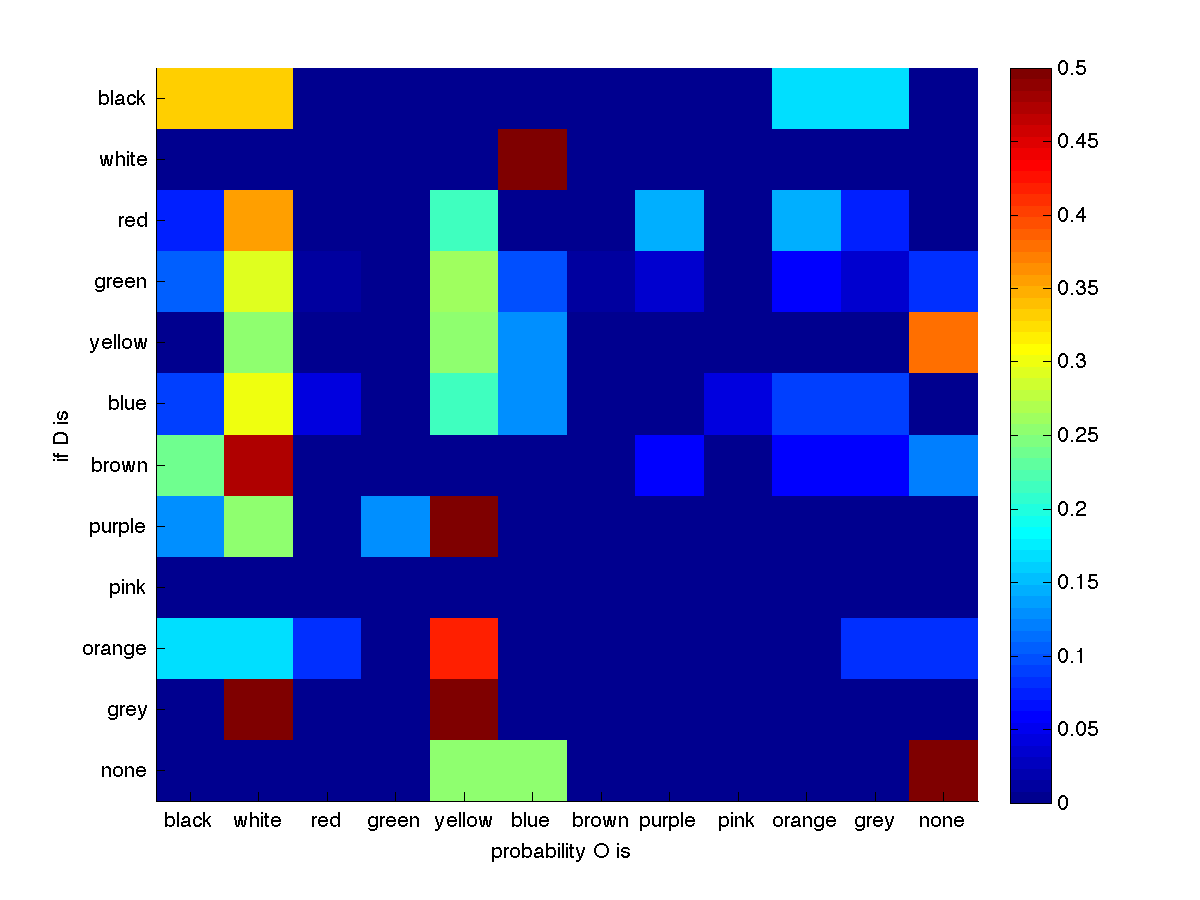 black
white
red
green
yellow
blue
brown
purple
pink
orange
grey
none
if D is
black white red green yellow blue brown purple pink orange grey none
probability O is
0.5
0.45
0.4
0.35
0.3
0.25
0.2
0.15
0.1
0.05
0